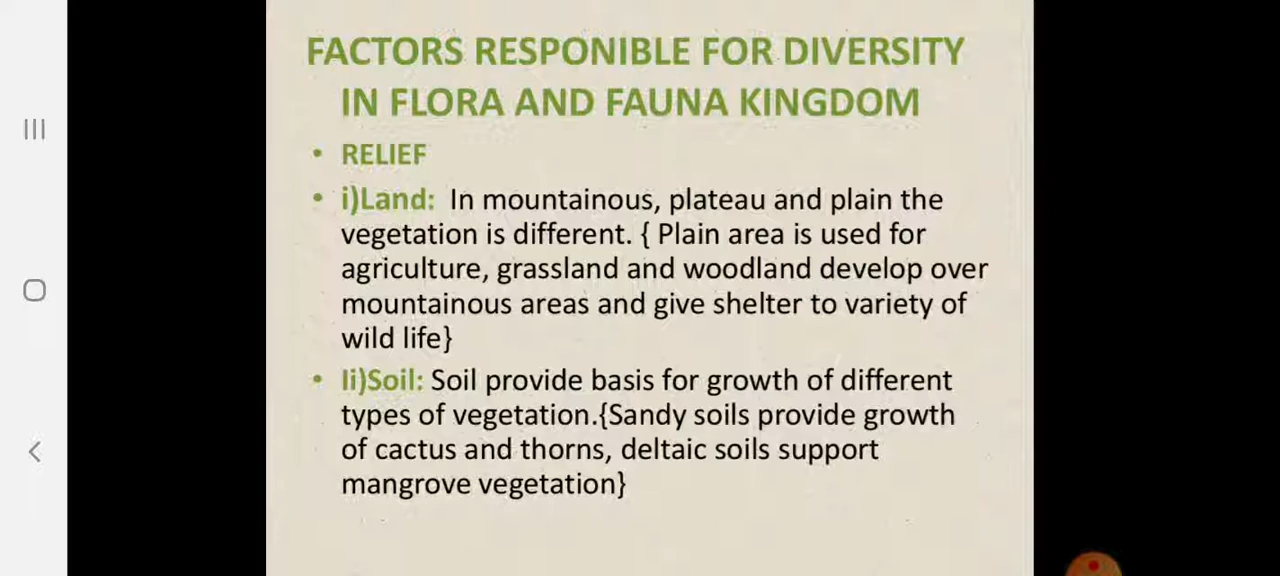 FACTORS RESPONIBLE FOR DIVERSITY
IN FLORA AND FAUNA KINGDOM
• RELIEF
• i)Land: In mountainous, plateau and plain the
vegetation is different. { Plain area is used for
agriculture, grassland and woodland develop over
mountainous areas and give shelter to variety of
wild life}
• Ii)Soil: Soil provide basis for growth of different
types of vegetation.{Sandy soils provide growth
of cactus and thorns, deltaic soils support
mangrove vegetation}